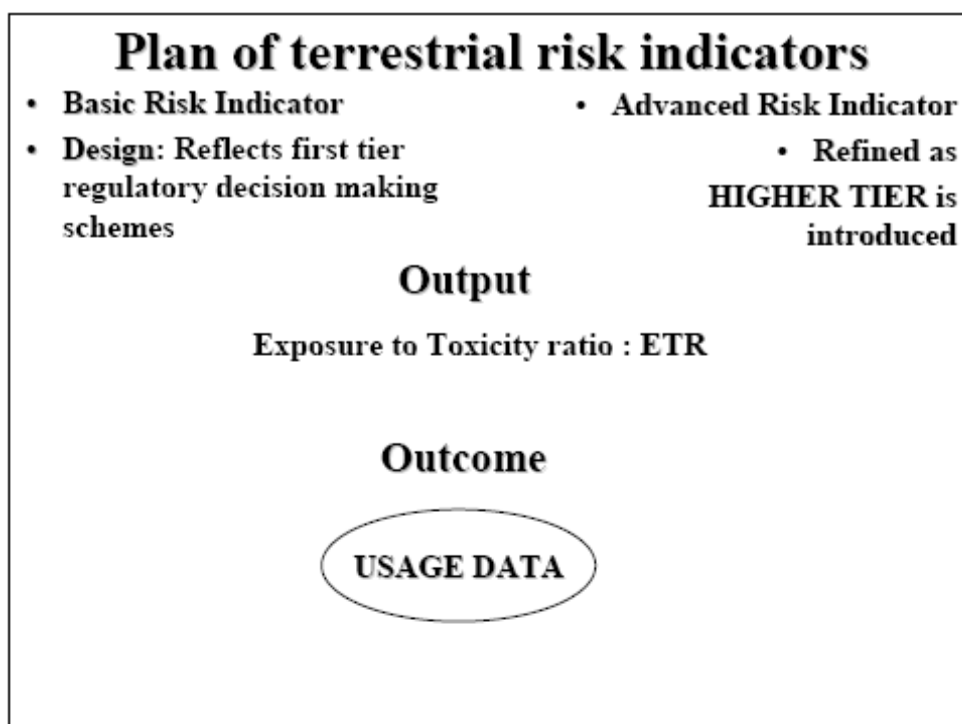 Plan of terrestrial risk indicators
• Basic Risk Indicator
• Design: Reflects first tier
regulatory decision making
schemes
• Advanced Risk Indicator
• Refined as
HIGHER TIER is
introduced
Output
Exposure to Toxicity ratio : ETR
Outcome
USAGE DATA